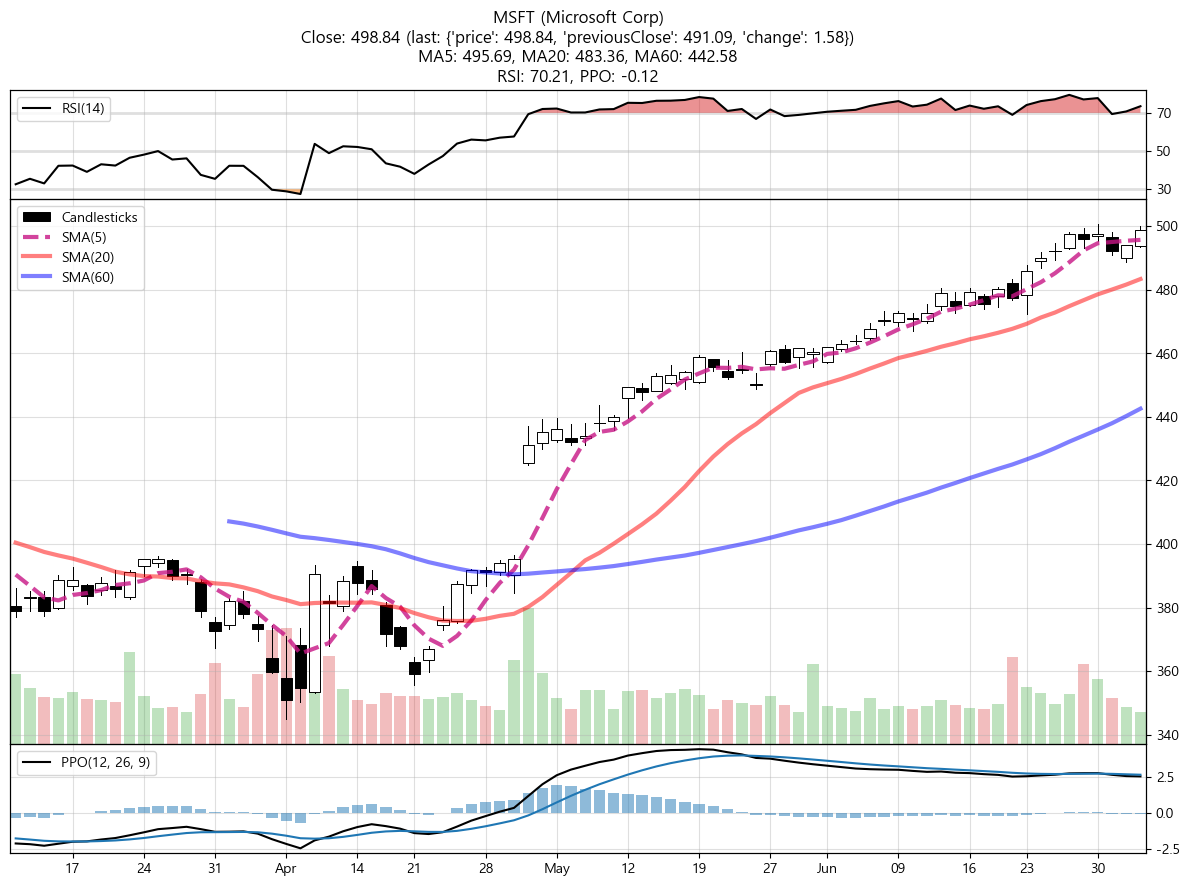 MSFT (Microsoft Corp)
Close: 498.84 (last: {'price': 498.84, 'previousClose': 491.09, 'change': 1.58})
MA5: 495.69, MA20: 483.36, MA60: 442.58
RSI: 70.21, PPO: -0.12
RSI(14)
70
50
30
Candlesticks
SMA(5)
SMA(20)
SMA(60)
500
480
460
440
420
400
380
360
340
PPO(12, 26, 9)
2.5
0.0
-2.5
17 24 31 Apr 14 21 28 May 12 19 27 Jun 09 16 23 30